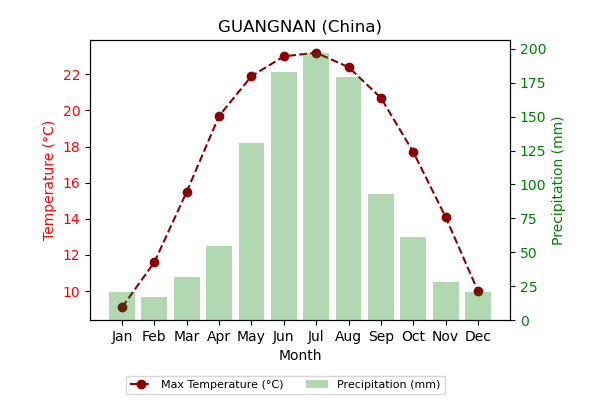 GUANGNAN (China)
Temperature (°C)
22
20
18
16
14
12
10
200
175
150
125
100
75
50
25
0
Precipitation (mm)
Jan Feb Mar Apr May Jun Jul Aug Sep Oct Nov Dec
Month
Max Temperature (°C) Precipitation (mm)